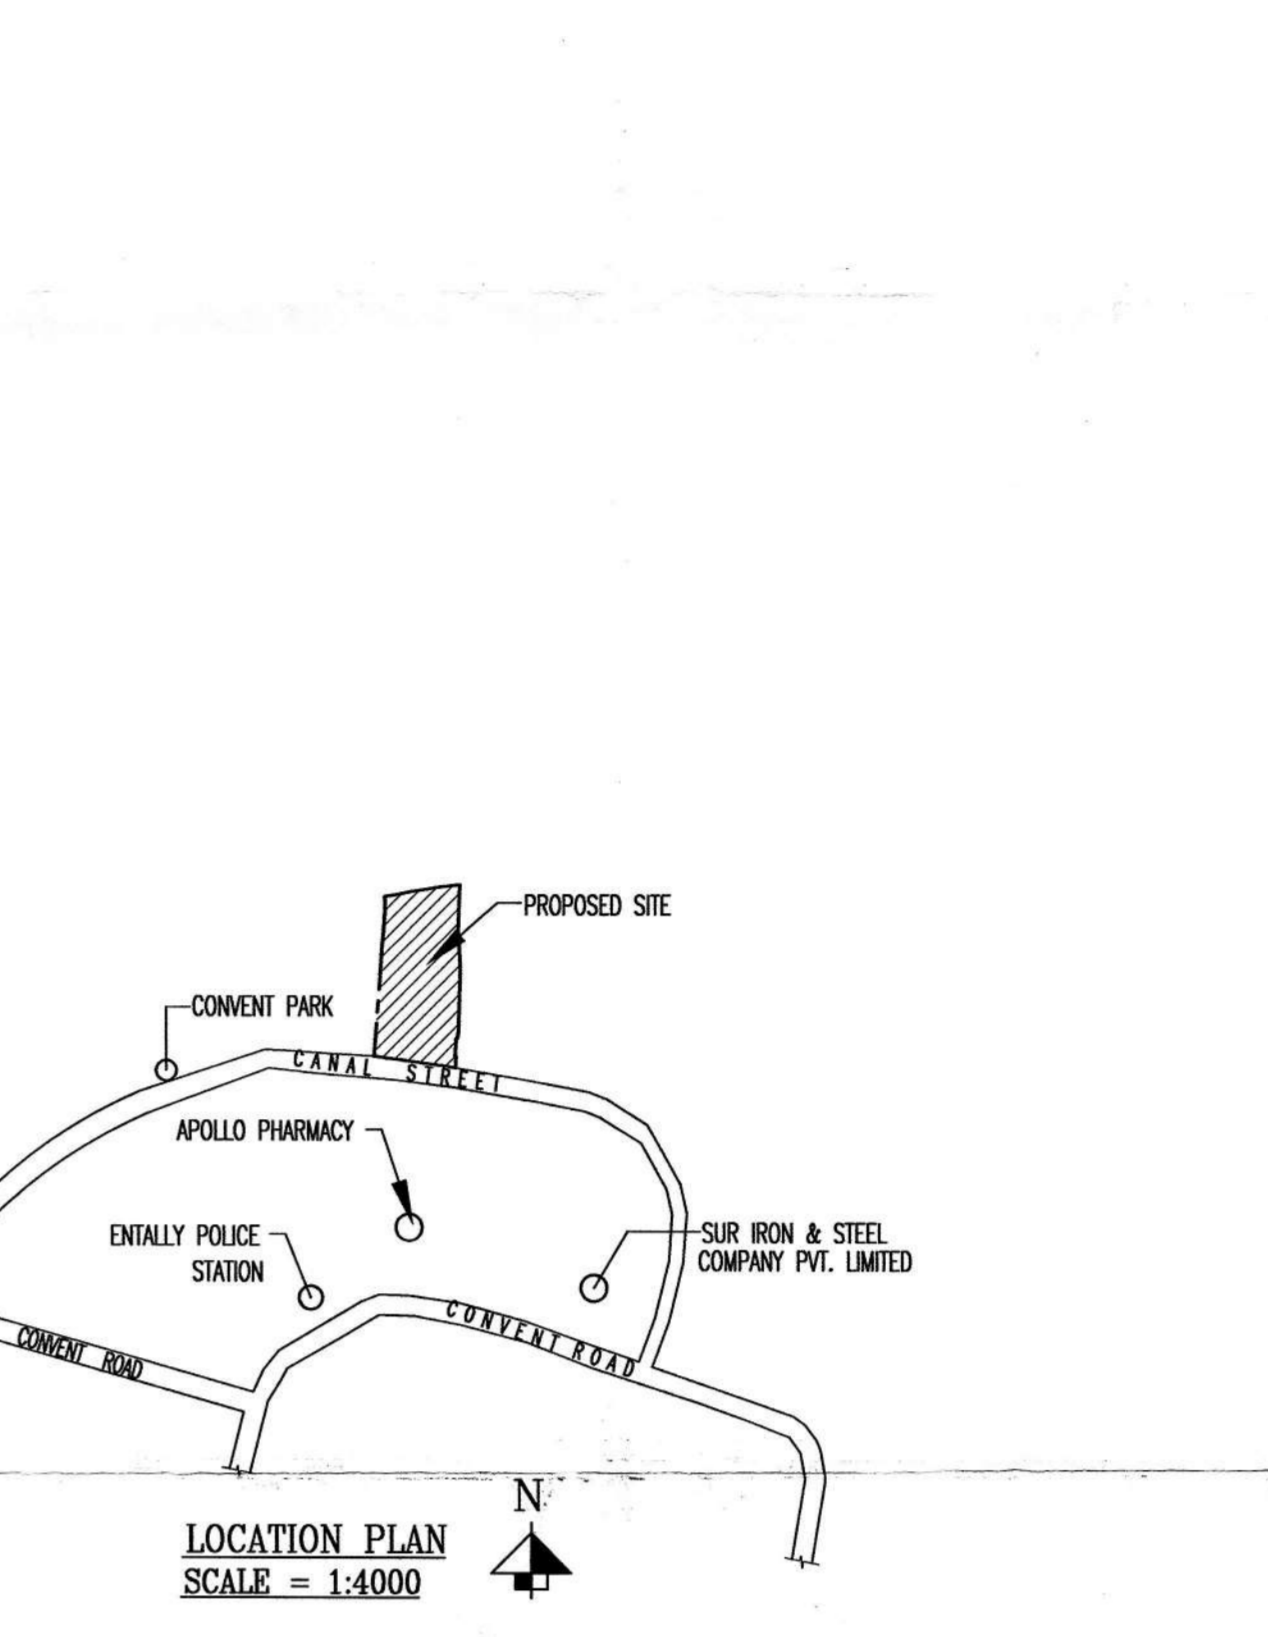 PROPOSED SITE
CONVENT PARK
CANAL STREET
APOLLO PHARMACY
ENTALLY POLICE
STATION
SUR IRON & STEEL
COMPANY PVT. LIMITED
CONVENT ROAD
CONVENT ROAD
N
LOCATION PLAN
SCALE = 1:4000